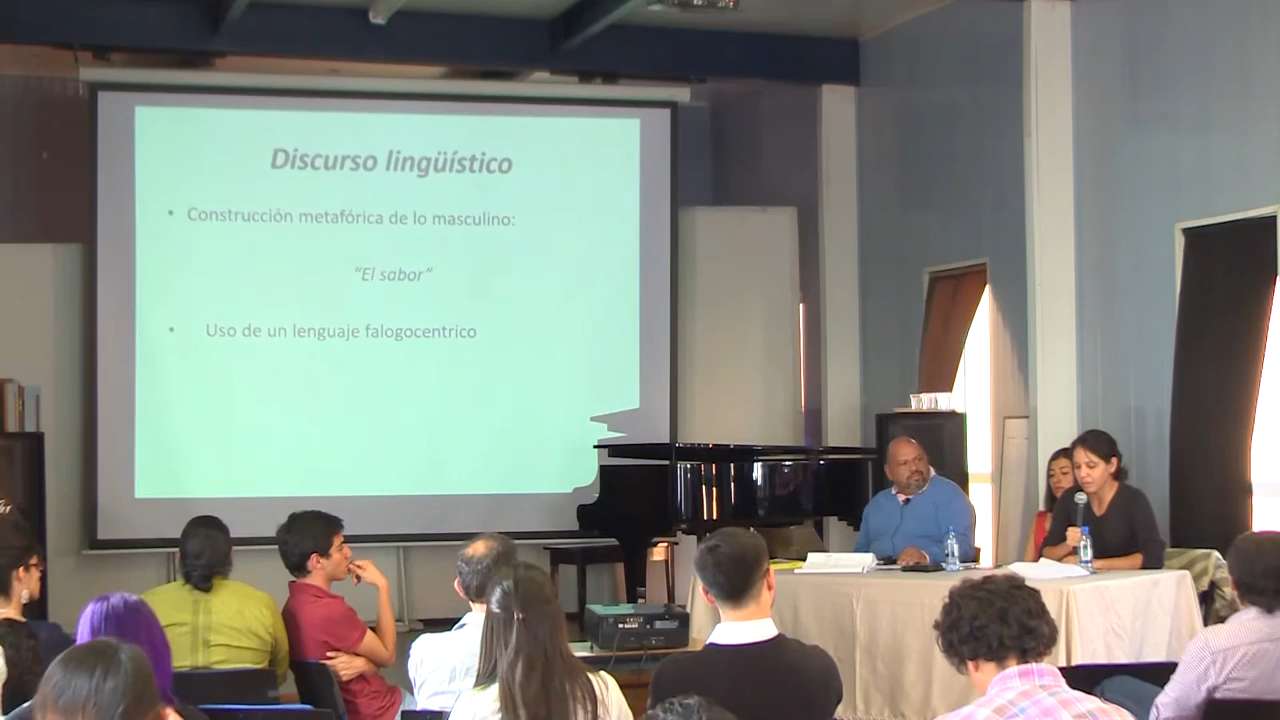 Discurso lingüístico
• Construcción metafórica de lo masculino:
“El sabor”
• Uso de un lenguaje falogocentrico